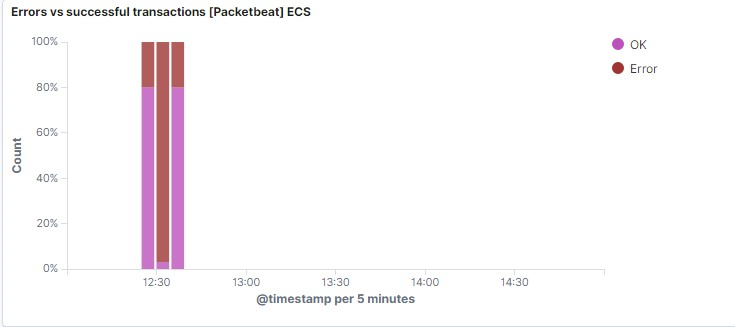 Errors vs successful transactions [Packetbeat] ECS
100%
80%
60%
40%
20%
0%
Count
12:30
13:00
13:30
14:00
14:30
@timestamp per 5 minutes
OK
Error